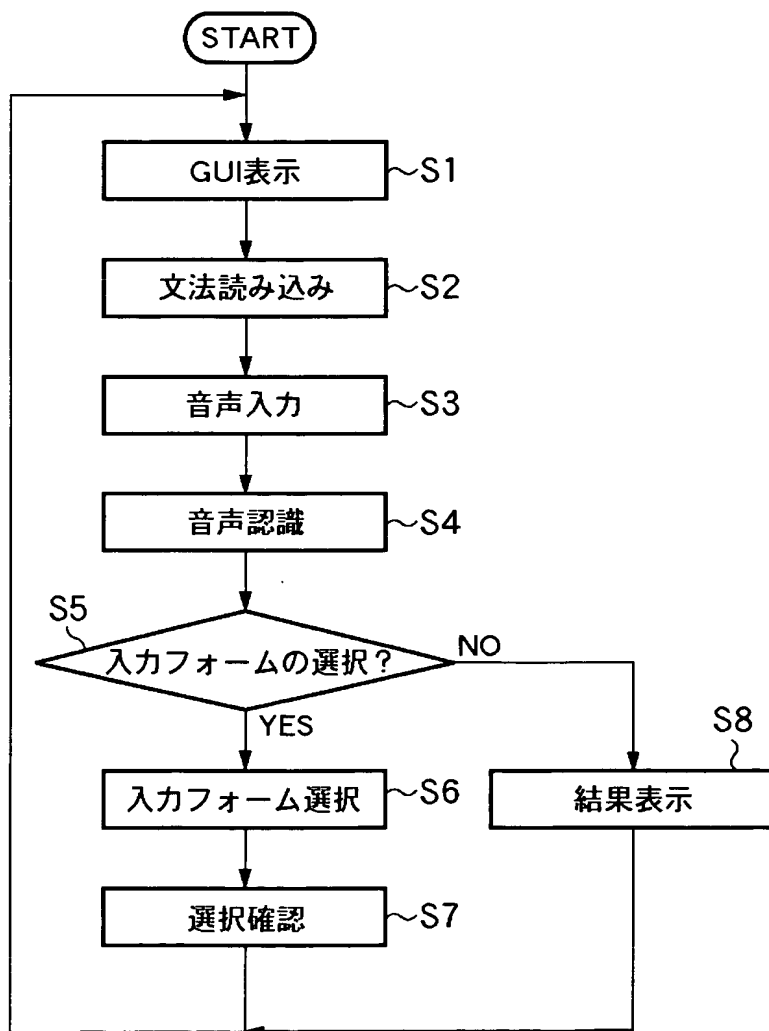 START
GUI表示
S1
文法読み込み
S2
音声入力
S3
音声認識
S4
S5
入力フォームの選択?
NO
YES
S8
入力フォーム選択
S6
結果表示
選択確認
S7